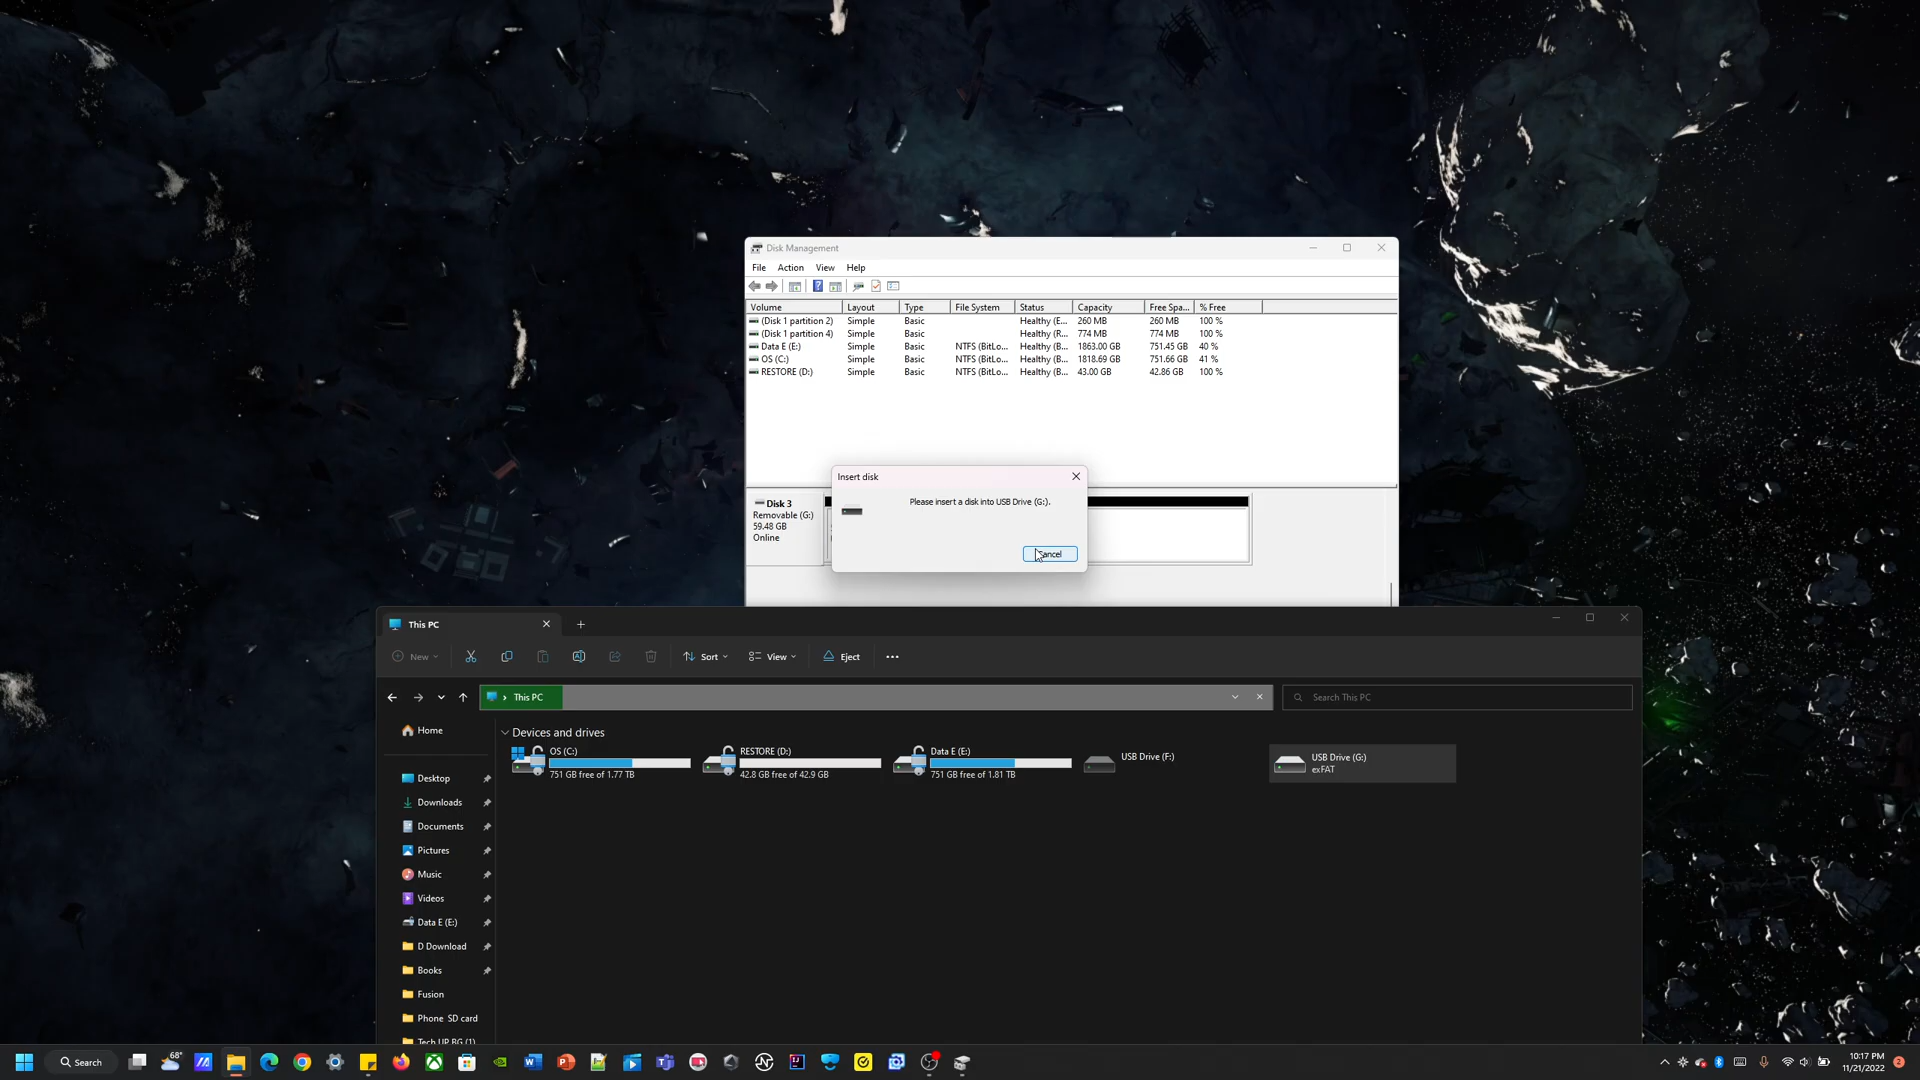 Disk Management
File Action View Help
Volume Layout Type File System Status Capacity Free Spa... % Free
(Disk 1 partition 2) Simple Basic Healthy (E... 260 MB 260 MB 100 %
(Disk 1 partition 4) Simple Basic Healthy (R... 774 MB 774 MB 100 %
Data E (E:) Simple Basic NTFS (BitLo... Healthy (B... 1863.00 GB 751.45 GB 40 %
OS (C:) Simple Basic NTFS (BitLo... Healthy (B... 1818.69 GB 751.66 GB 41 %
RESTORE (D:) Simple Basic NTFS (BitLo... Healthy (B... 43.00 GB 42.86 GB 100 %
Insert disk
Please insert a disk into USB Drive (G:).
Cancel
Disk 3
Removable (G:)
59.48 GB
Online
This PC
New Sort View Eject
This PC
Search This PC
Home
Desktop
Downloads
Documents
Pictures
Music
Videos
Data E (E:)
D Download
Books
Fusion
Phone SD card
Tech UP BG (1)
Devices and drives
OS (C:)
751 GB free of 1.77 TB
RESTORE (D:)
42.8 GB free of 42.9 GB
Data E (E:)
751 GB free of 1.81 TB
USB Drive (F:)
USB Drive (G:)
exFAT
Search
68°
10:17 PM
11/21/2022
2